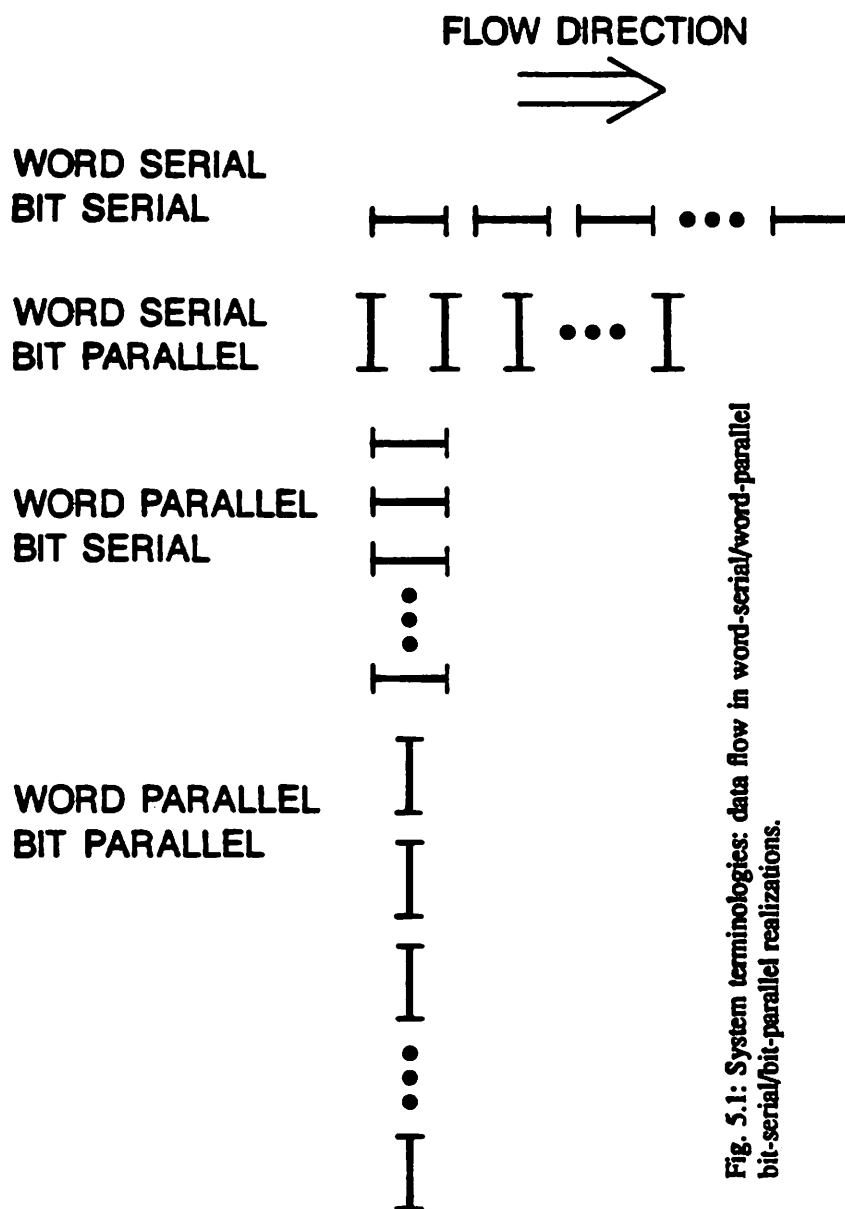 FLOW DIRECTION
WORD SERIAL
BIT SERIAL
WORD SERIAL
BIT PARALLEL
WORD PARALLEL
BIT SERIAL
WORD PARALLEL
BIT PARALLEL
Fig. 5.1: System terminologies: data flow in word-serial/word-parallel
bit-serial/bit-parallel realizations.